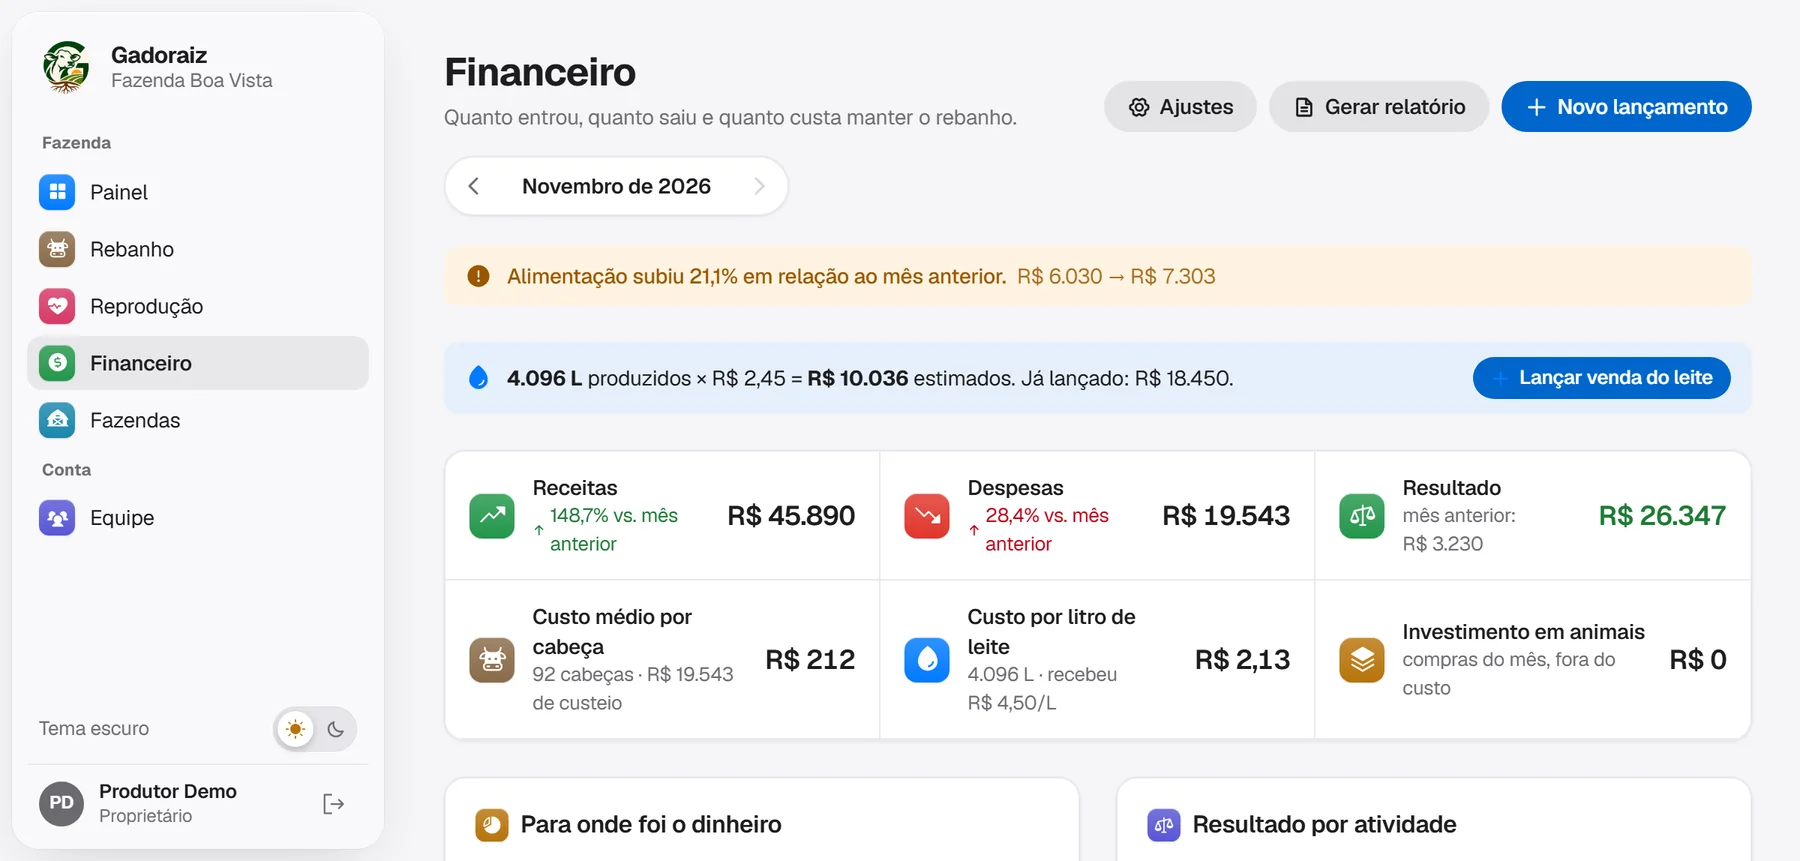 Gadoraiz
Fazenda Boa Vista
Fazenda
Painel
Rebanho
Reprodução
Financeiro
Fazendas
Conta
Equipe
Tema escuro
PD
Produtor Demo
Proprietário
Financeiro
Quanto entrou, quanto saiu e quanto custa manter o rebanho.
Ajustes
Gerar relatório
+ Novo lançamento
Novembro de 2026
Alimentação subiu 21,1% em relação ao mês anterior. R$ 6.030 → R$ 7.303
4.096 L produzidos × R$ 2,45 = R$ 10.036 estimados. Já lançado: R$ 18.450.
+ Lançar venda do leite
Receitas
↑ 148,7% vs. mês
anterior
R$ 45.890
Despesas
↑ 28,4% vs. mês
anterior
R$ 19.543
Resultado
mês anterior:
R$ 3.230
R$ 26.347
Custo médio por
cabeça
92 cabeças · R$ 19.543
de custeio
R$ 212
Custo por litro de
leite
4.096 L · recebeu
R$ 4,50/L
R$ 2,13
Investimento em animais
compras do mês, fora do
custo
R$ 0
Para onde foi o dinheiro
Resultado por atividade